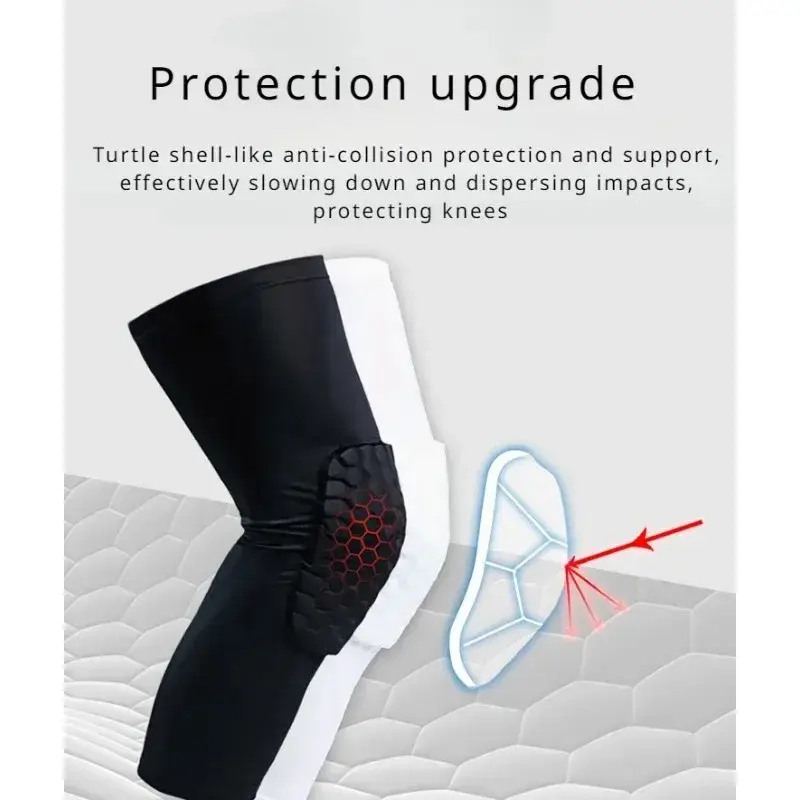 Protection upgrade
Turtle shell-like anti-collision protection and support,
effectively slowing down and dispersing impacts,
protecting knees